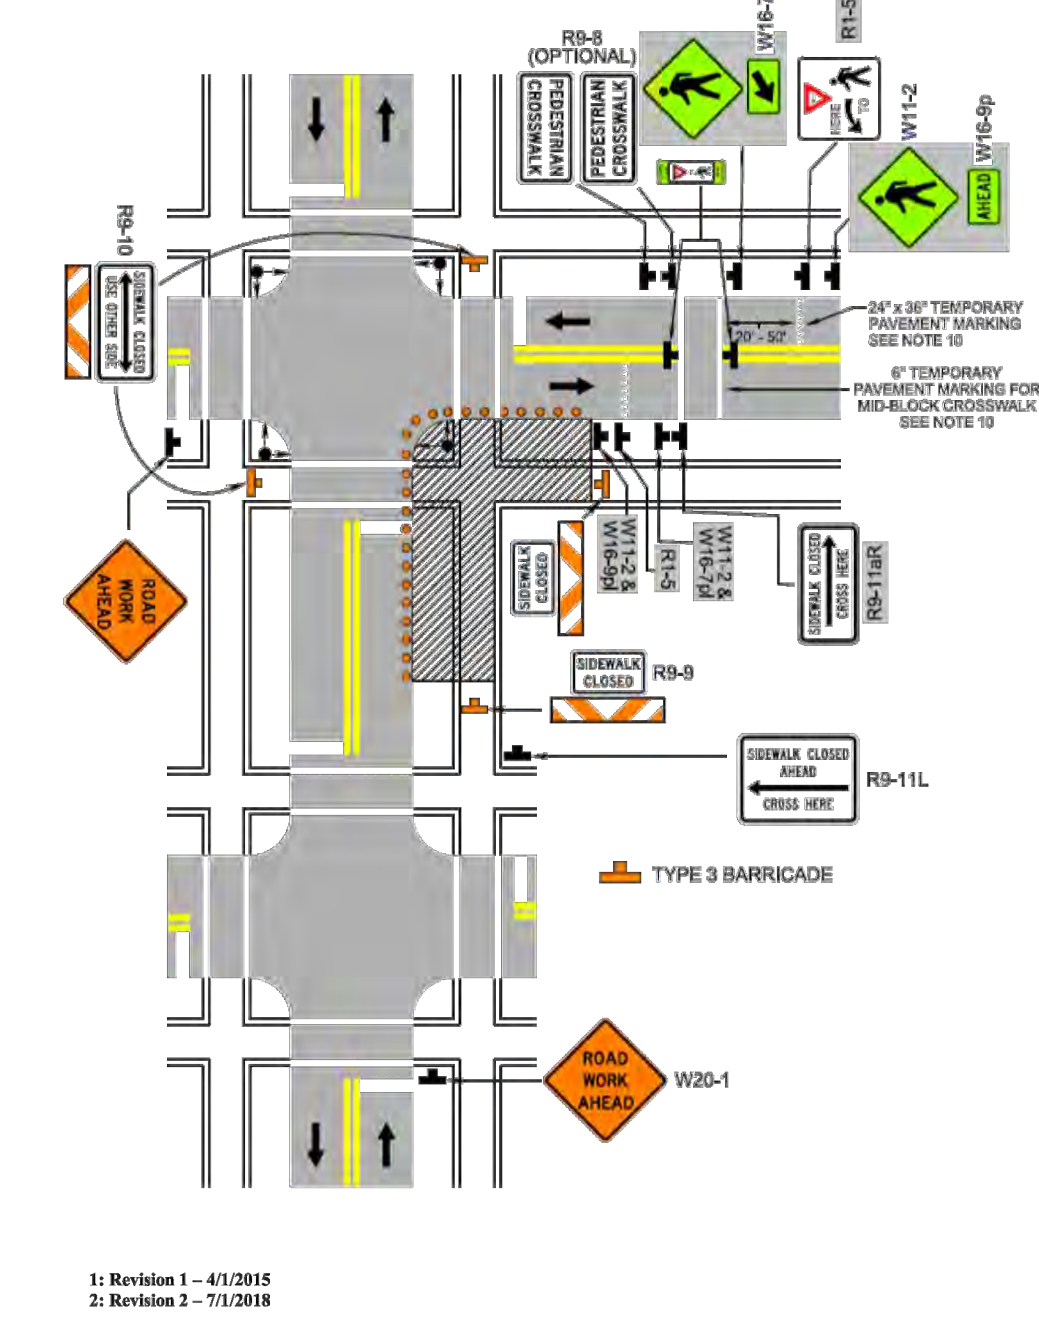 W16-7
R1-5
R9-8
(OPTIONAL)
PEDESTRIAN
CROSSWALK
PEDESTRIAN
CROSSWALK
HERE
TO
W11-2
W16-9p
AHEAD
R9-10
SIDEWALK CLOSED
USE OTHER SIDE
24" x 36" TEMPORARY
PAVEMENT MARKING
SEE NOTE 10
20' - 50'
6" TEMPORARY
PAVEMENT MARKING FOR
MID-BLOCK CROSSWALK
SEE NOTE 10
ROAD
WORK
AHEAD
SIDEWALK
CLOSED
W11-2 &
W16-9pl
R1-5
W11-2 &
W16-7pl
SIDEWALK CLOSED
CROSS HERE
R9-11aR
SIDEWALK
CLOSED
R9-9
SIDEWALK CLOSED
AHEAD
CROSS HERE
R9-11L
TYPE 3 BARRICADE
ROAD
WORK
AHEAD
W20-1
1: Revision 1 – 4/1/2015
2: Revision 2 – 7/1/2018